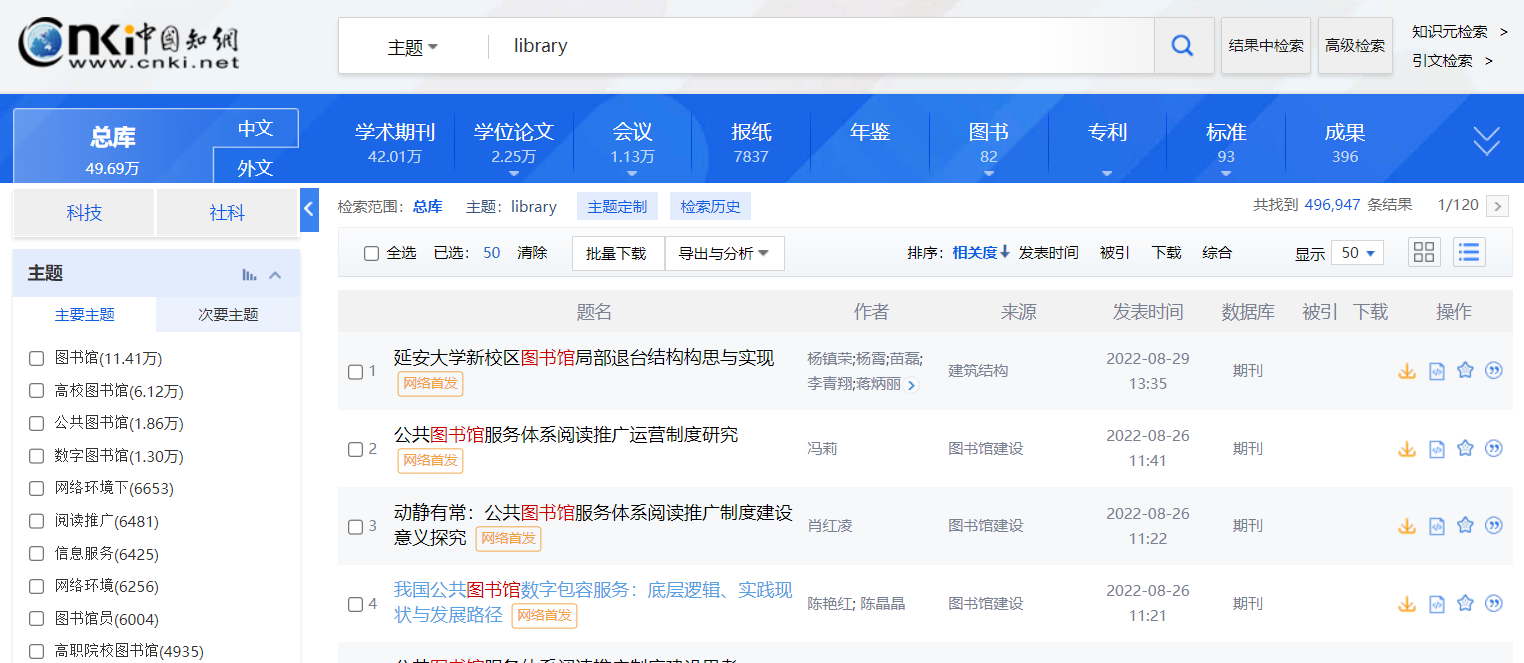 cnki中国知網
www.cnki.net
主题
library
结果中检索
高级检索
知识元检索 >
引文检索 >
总库
49.69万
中文
外文
学术期刊
42.01万
学位论文
2.25万
会议
1.13万
报纸
7837
年鉴
图书
82
专利
标准
93
成果
396
科技
社科
检索范围：总库 主题：library 主题定制 检索历史
共找到 496,947 条结果 1/120 >
全选 已选：50 清除 批量下载 导出与分析
排序：相关度↓ 发表时间 被引 下载 综合 显示 50
主题
主要主题
次要主题
图书馆(11.41万)
高校图书馆(6.12万)
公共图书馆(1.86万)
数字图书馆(1.30万)
网络环境下(6653)
阅读推广(6481)
信息服务(6425)
网络环境(6256)
图书馆员(6004)
高职院校图书馆(4935)
题名 作者 来源 发表时间 数据库 被引 下载 操作
1
延安大学新校区图书馆局部退台结构构思与实现
网络首发
杨镇荣;杨霄;苗磊;
李青翔;蒋炳丽
建筑结构
2022-08-29
13:35
期刊
2
公共图书馆服务体系阅读推广运营制度研究
网络首发
冯莉
图书馆建设
2022-08-26
11:41
期刊
3
动静有常：公共图书馆服务体系阅读推广制度建设
意义探究 网络首发
肖红凌
图书馆建设
2022-08-26
11:22
期刊
4
我国公共图书馆数字包容服务：底层逻辑、实践现
状与发展路径 网络首发
陈艳红; 陈晶晶
图书馆建设
2022-08-26
11:21
期刊